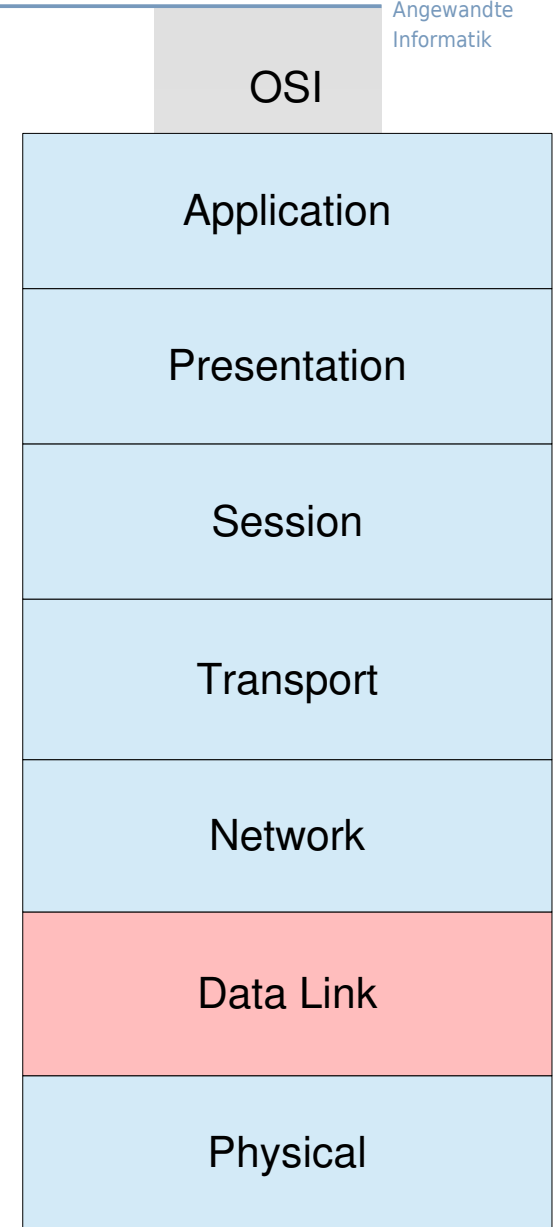 Angewandte
Informatik
OSI
Application
Presentation
Session
Transport
Network
Data Link
Physical